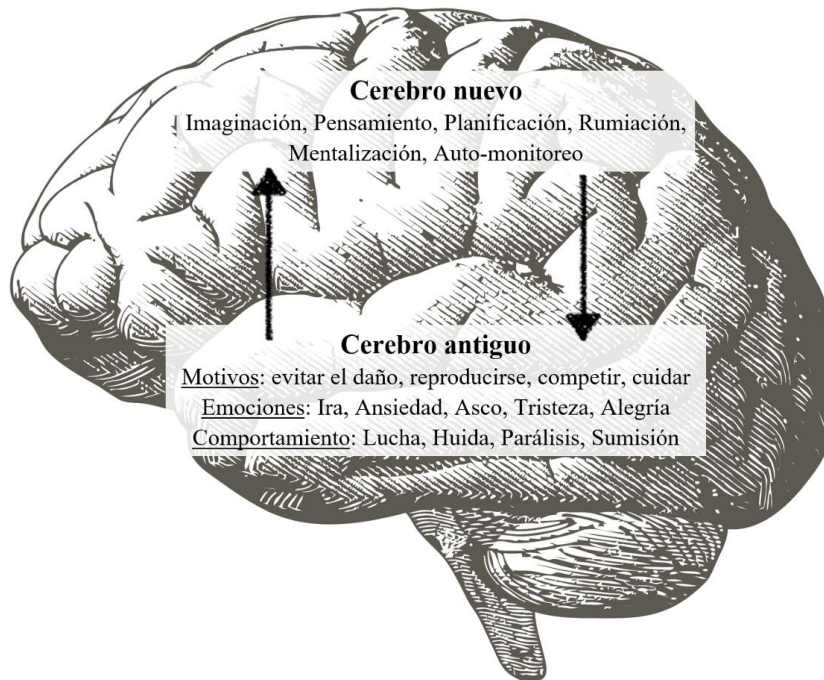 Cerebro nuevo
Imaginación, Pensamiento, Planificación, Rumiación,
Mentalización, Auto-monitoreo
Cerebro antiguo
Motivos: evitar el daño, reproducirse, competir, cuidar
Emociones: Ira, Ansiedad, Asco, Tristeza, Alegría
Comportamiento: Lucha, Huida, Parálisis, Sumisión